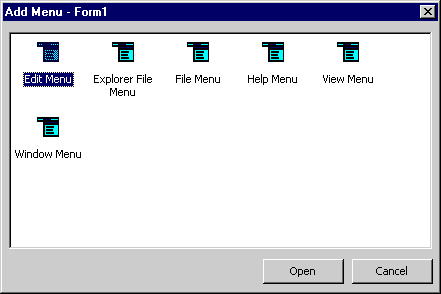 Add Menu - Form1
Edit Menu
Explorer File
Menu
File Menu
Help Menu
View Menu
Window Menu
Open
Cancel